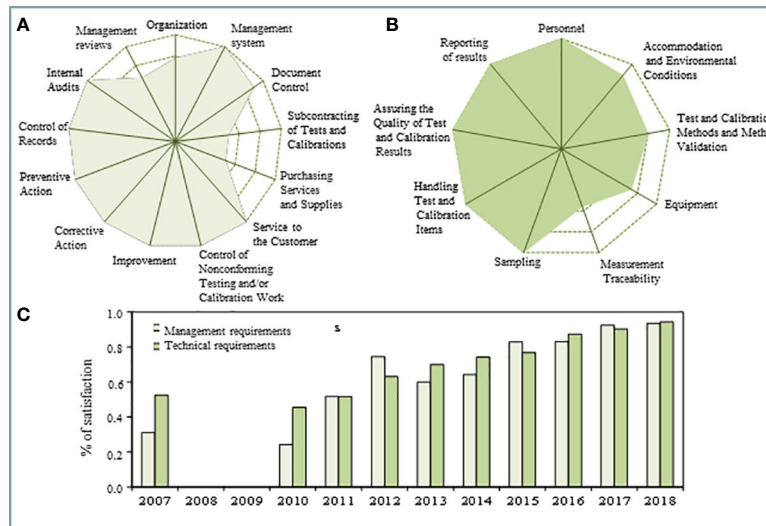 A
Organization
Management
system
Document
Control
Subcontracting
of Tests and
Calibrations
Purchasing
Services
and Supplies
Service to
the Customer
Control of
Nonconforming
Testing and/or
Calibration Work
Improvement
Corrective
Action
Preventive
Action
Control of
Records
Internal
Audits
Management
reviews
B
Personnel
Accommodation
and Environmental
Conditions
Test and Calibratio
Methods and Meth
Validation
Equipment
Measurement
Traceability
Sampling
Handling
Test and
Calibration
Items
Assuring the
Quality of Test
and Calibration
Results
Reporting
of results
C
Management requirements
Technical requirements
s
% of satisfaction
1.0
0.8
0.6
0.4
0.2
0.0
2007 2008 2009 2010 2011 2012 2013 2014 2015 2016 2017 2018